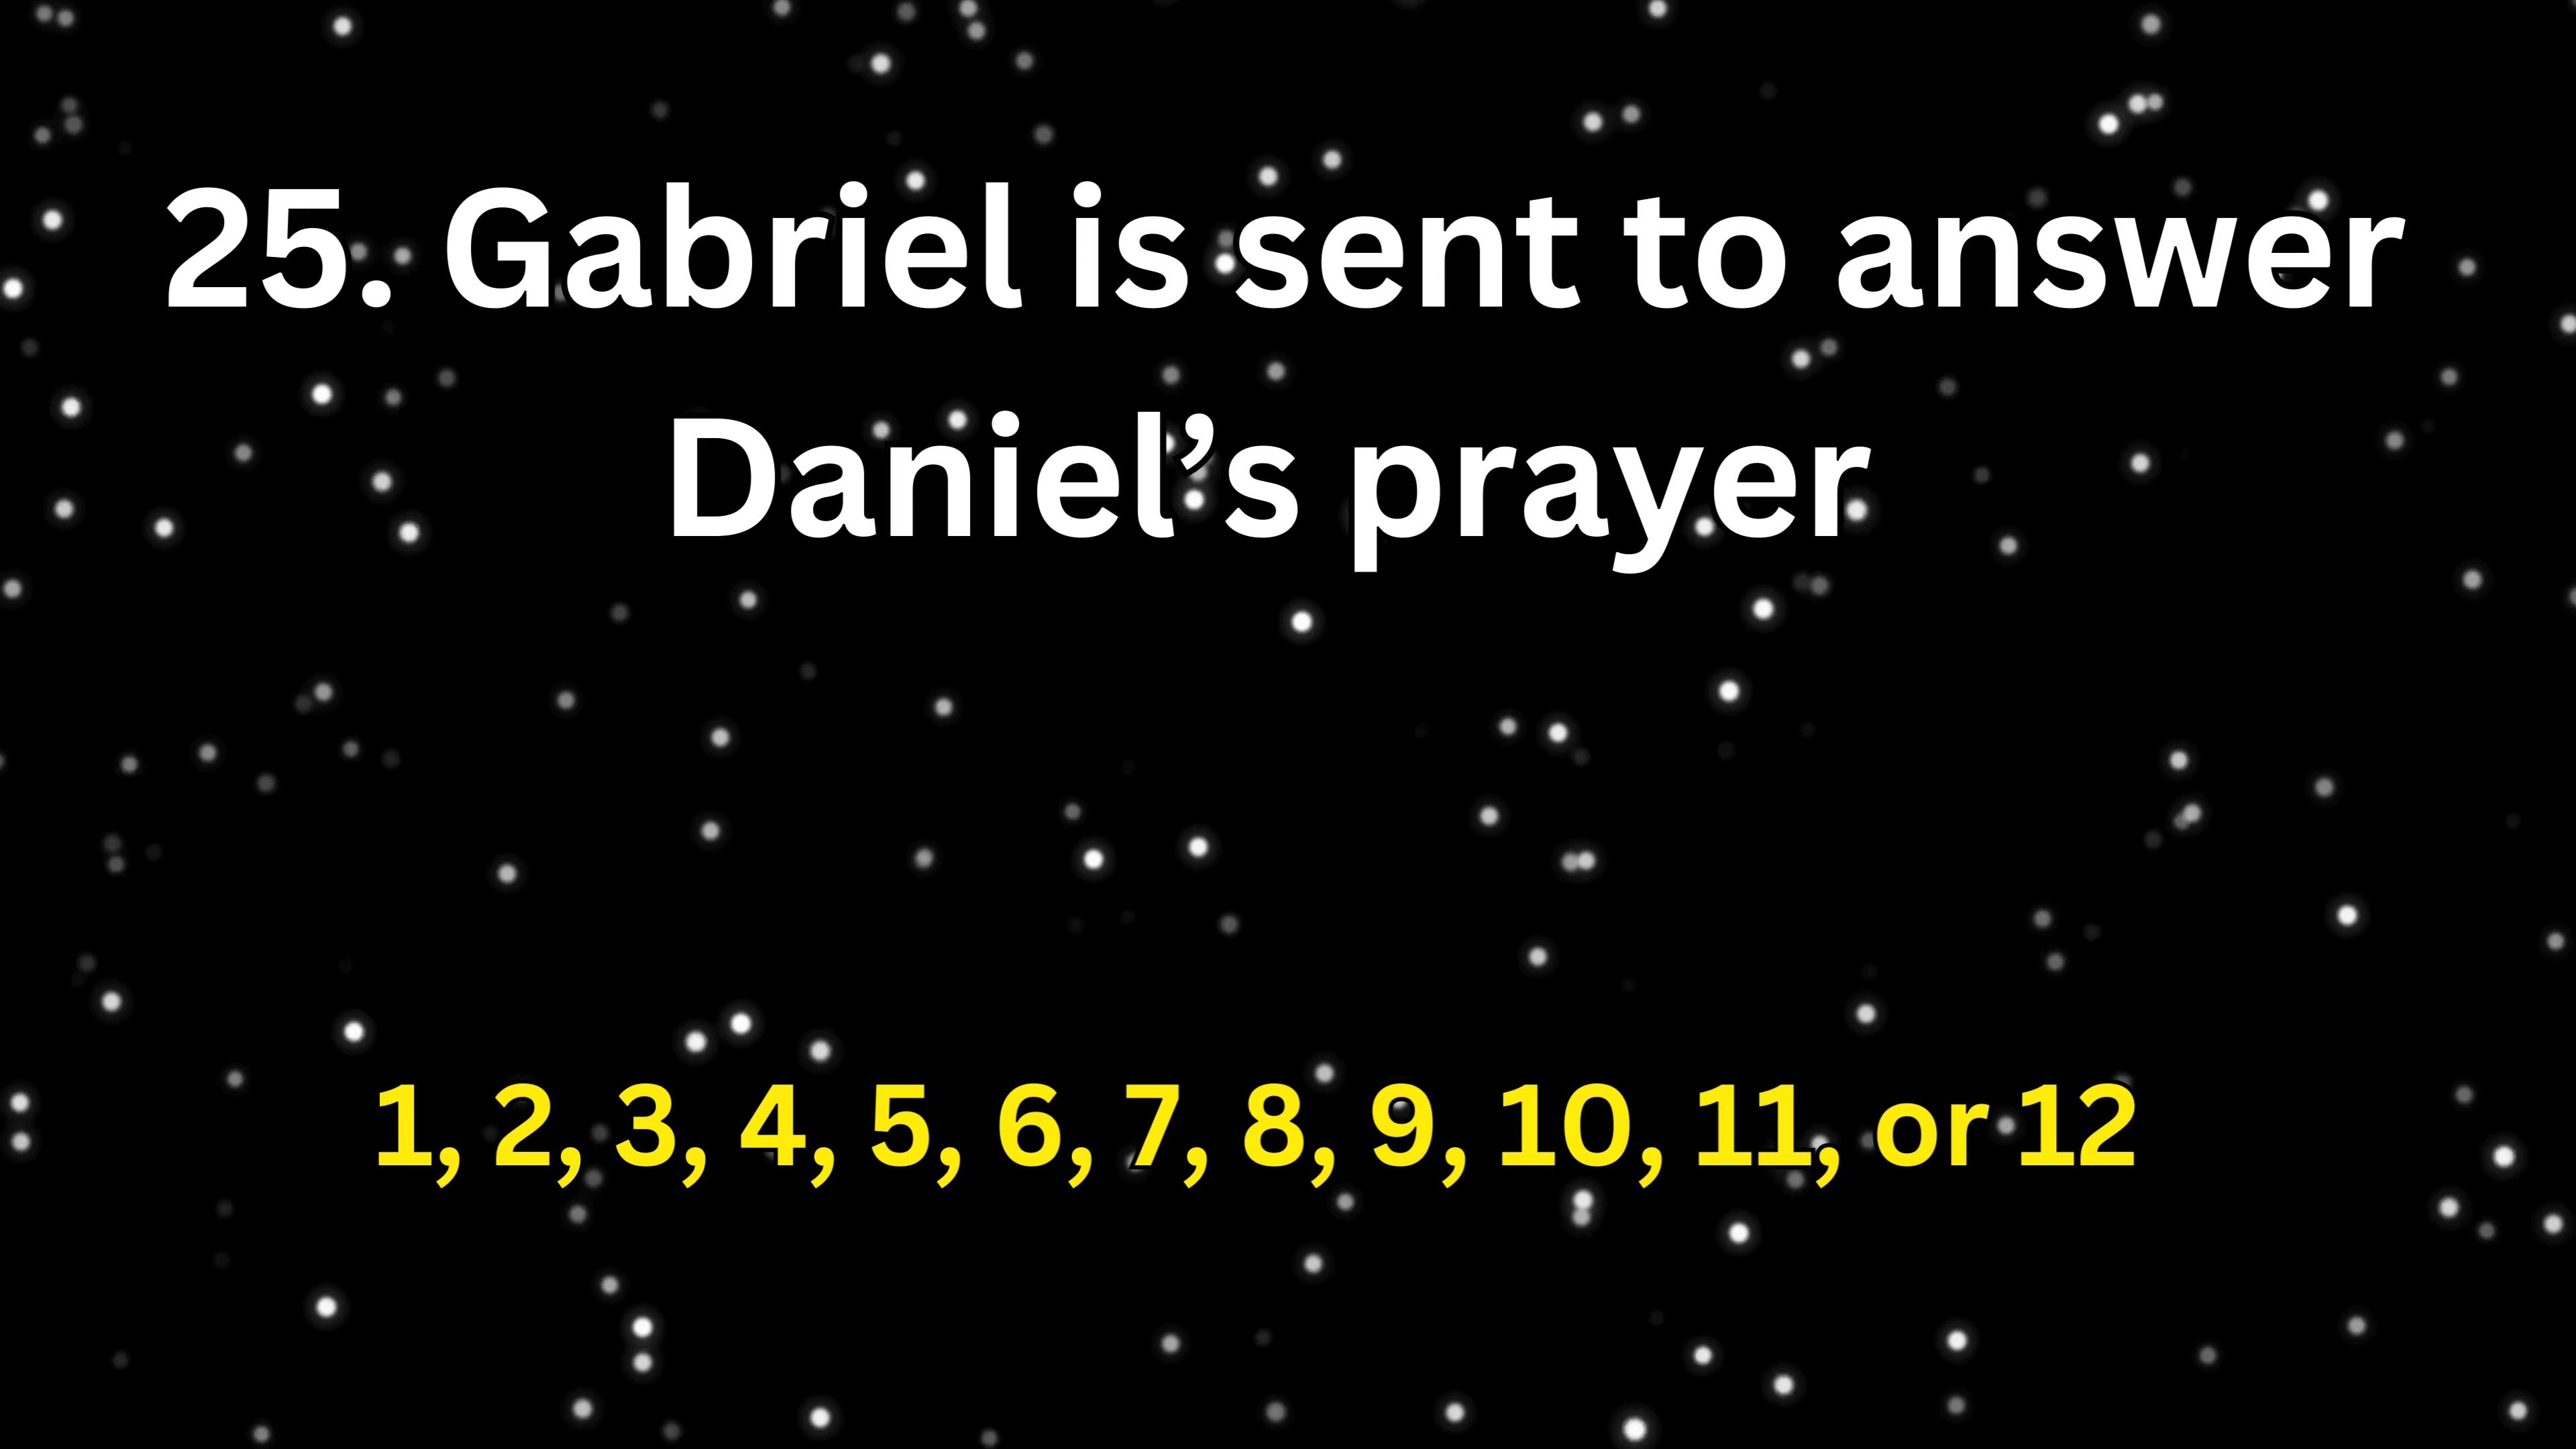 25. Gabriel is sent to answer
Daniel’s prayer
1, 2, 3, 4, 5, 6, 7, 8, 9, 10, 11, or 12